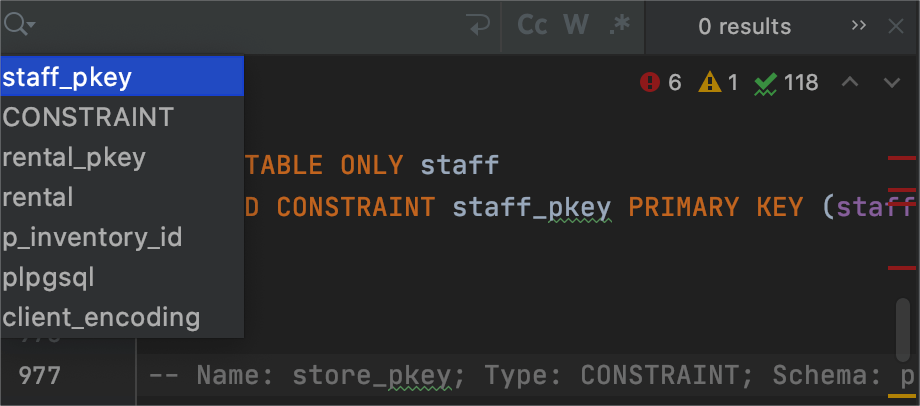 Cc W .* 0 results
staff_pkey
6 1 118
CONSTRAINT
rental_pkey
TABLE ONLY staff
rental
D CONSTRAINT staff_pkey PRIMARY KEY (staff
p_inventory_id
plpgsql
client_encoding
977 -- Name: store_pkey; Type: CONSTRAINT; Schema: p